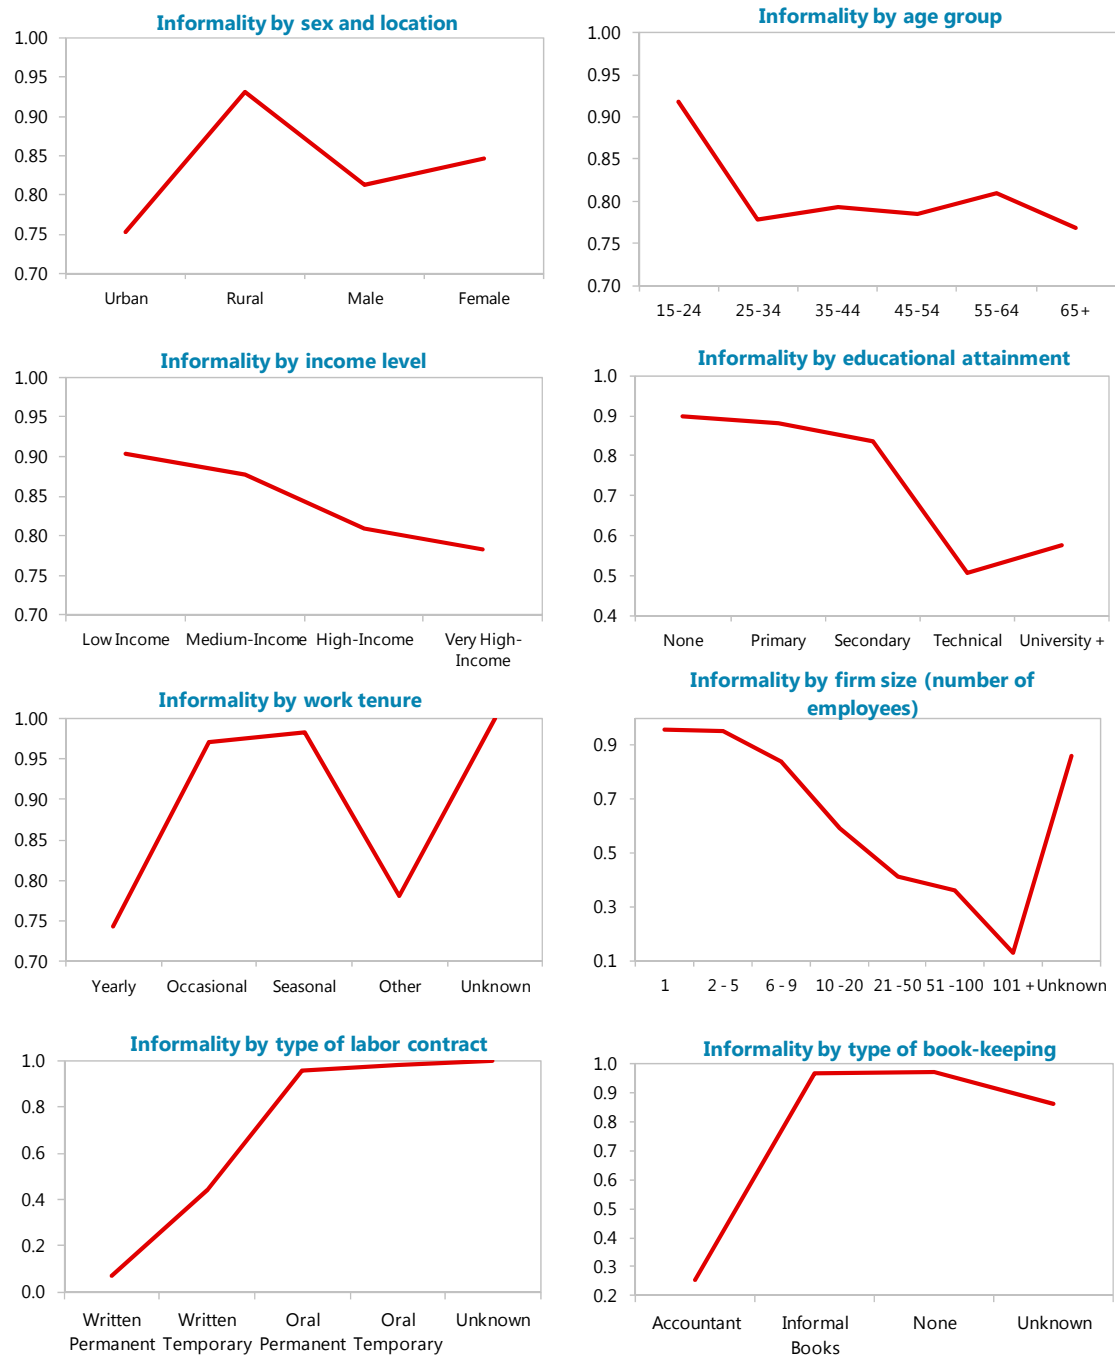 Informality by sex and location
1.00
0.95
0.90
0.85
0.80
0.75
0.70
Urban Rural Male Female
Informality by age group
1.00
0.95
0.90
0.85
0.80
0.75
0.70
15-24 25-34 35-44 45-54 55-64 65+
Informality by income level
1.00
0.95
0.90
0.85
0.80
0.75
0.70
Low Income Medium-Income High-Income Very High-
Income
Informality by educational attainment
1.0
0.9
0.8
0.7
0.6
0.5
0.4
None Primary Secondary Technical University +
Informality by work tenure
1.00
0.95
0.90
0.85
0.80
0.75
0.70
Yearly Occasional Seasonal Other Unknown
Informality by firm size (number of
employees)
0.9
0.7
0.5
0.3
0.1
1 2 - 5 6 - 9 10 -20 21 -50 51 -100 101 + Unknown
Informality by type of labor contract
1.0
0.8
0.6
0.4
0.2
0.0
Written Written Oral Oral Unknown
Permanent Temporary Permanent Temporary
Informality by type of book-keeping
1.0
0.9
0.8
0.7
0.6
0.5
0.4
0.3
0.2
Accountant Informal None Unknown
Books